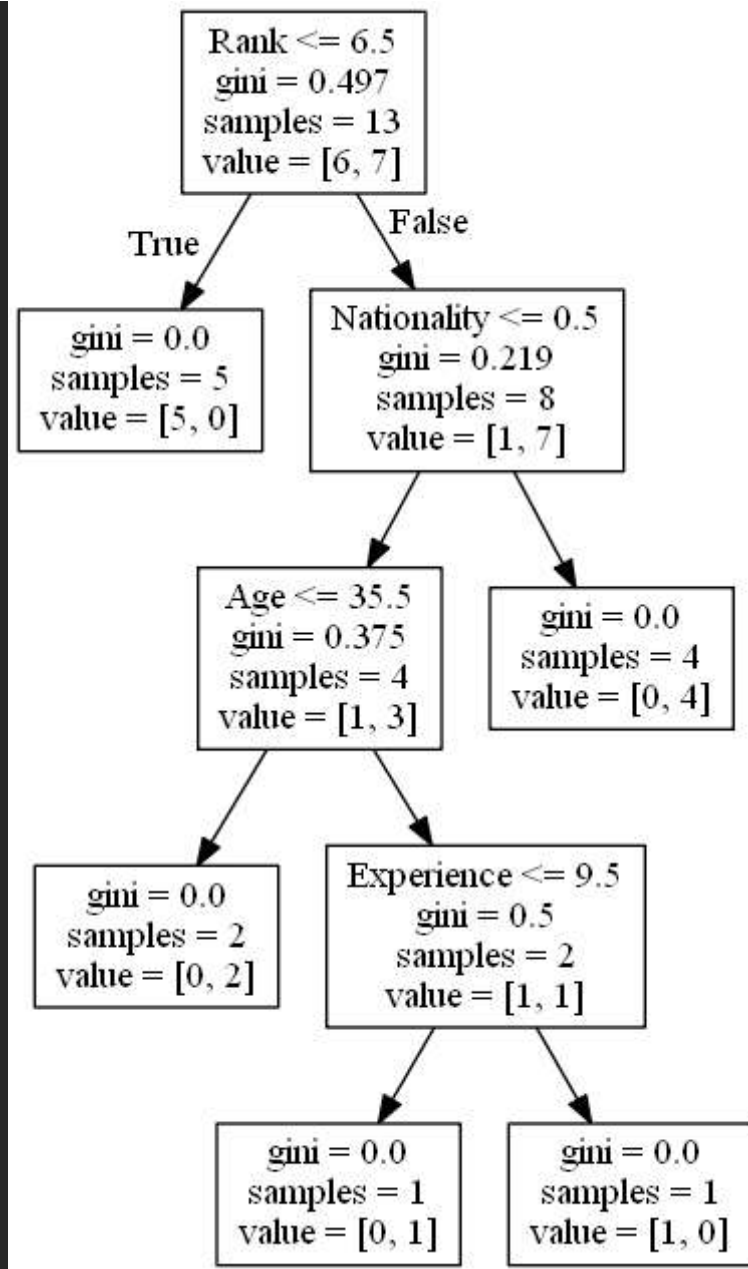 Rank <= 6.5
gini = 0.497
samples = 13
value = [6, 7]
True
False
gini = 0.0
samples = 5
value = [5, 0]
Nationality <= 0.5
gini = 0.219
samples = 8
value = [1, 7]
Age <= 35.5
gini = 0.375
samples = 4
value = [1, 3]
gini = 0.0
samples = 4
value = [0, 4]
gini = 0.0
samples = 2
value = [0, 2]
Experience <= 9.5
gini = 0.5
samples = 2
value = [1, 1]
gini = 0.0
samples = 1
value = [0, 1]
gini = 0.0
samples = 1
value = [1, 0]